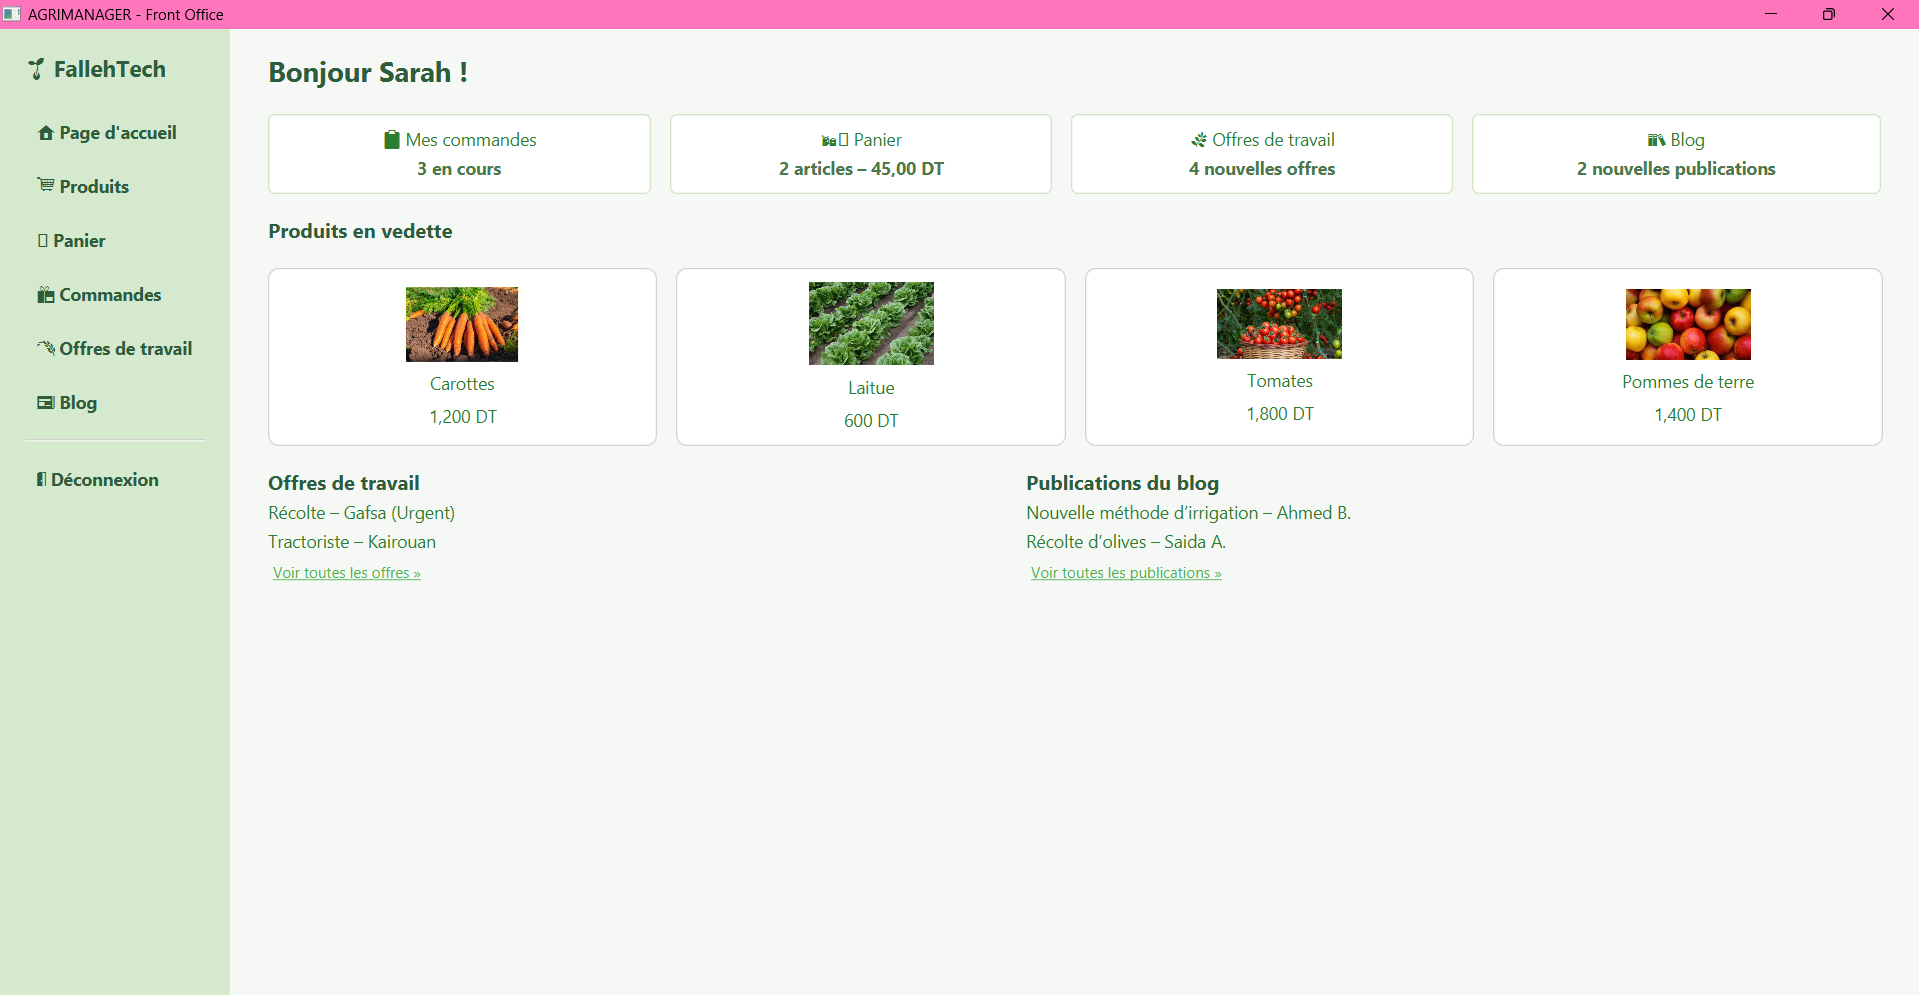 AGRIMANAGER - Front Office
FallehTech
Page d'accueil
Produits
Panier
Commandes
Offres de travail
Blog
Déconnexion
Bonjour Sarah !
Mes commandes
3 en cours
Panier
2 articles – 45,00 DT
Offres de travail
4 nouvelles offres
Blog
2 nouvelles publications
Produits en vedette
Carottes
1,200 DT
Laitue
600 DT
Tomates
1,800 DT
Pommes de terre
1,400 DT
Offres de travail
Récolte – Gafsa (Urgent)
Tractoriste – Kairouan
Voir toutes les offres »
Publications du blog
Nouvelle méthode d’irrigation – Ahmed B.
Récolte d’olives – Saida A.
Voir toutes les publications »